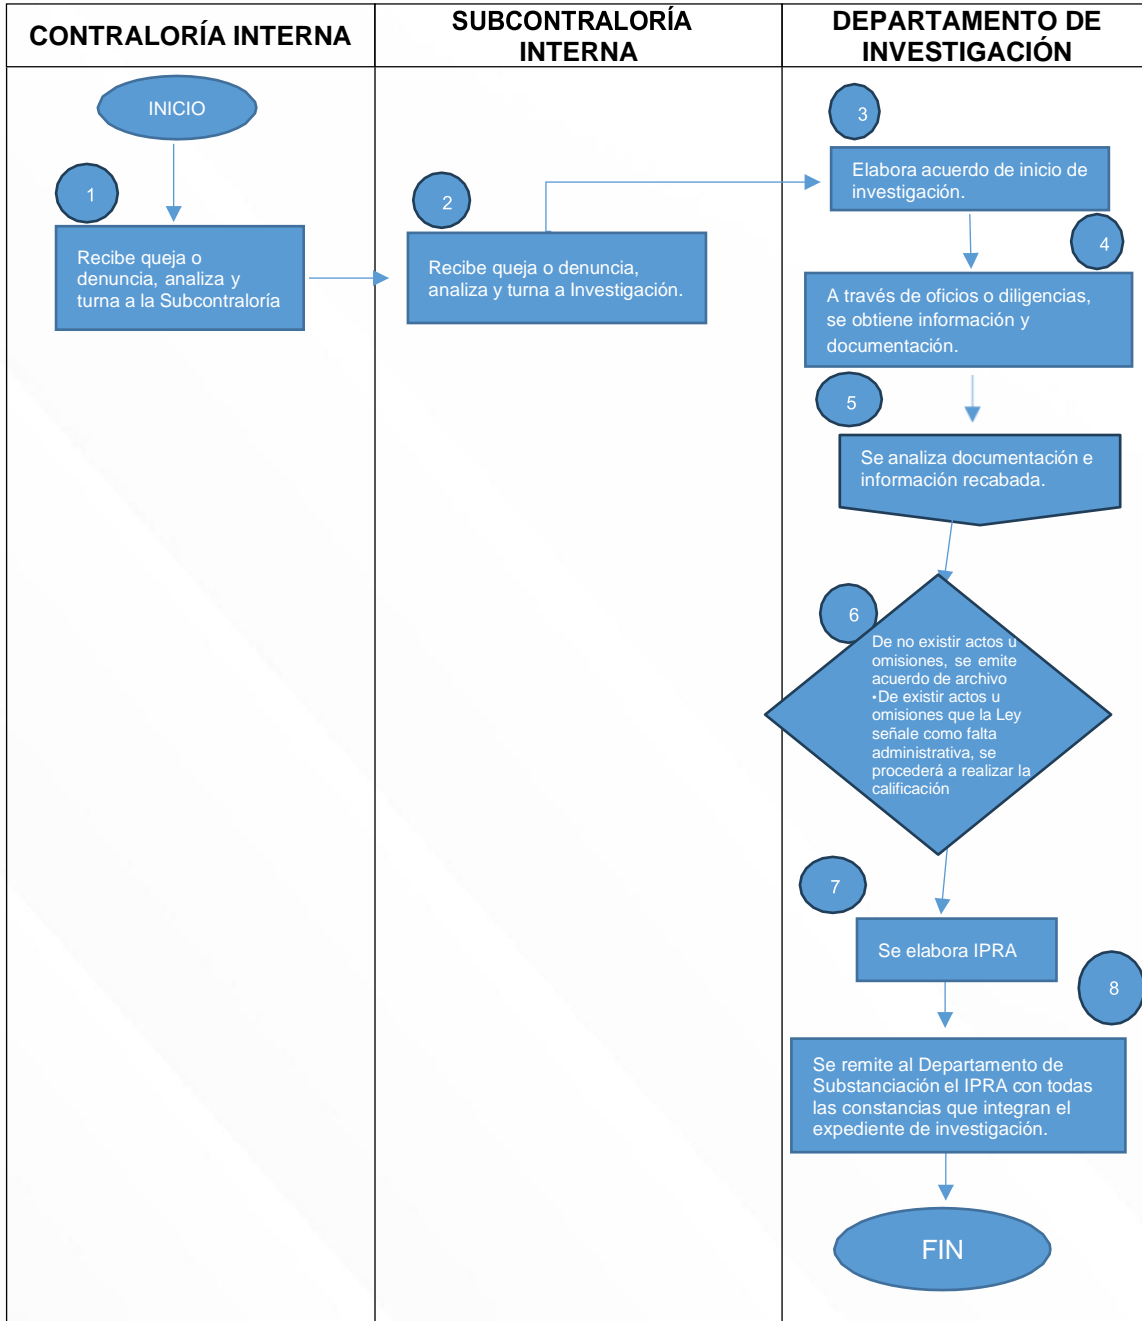 CONTRALORÍA INTERNA
SUBCONTRALORÍA
INTERNA
DEPARTAMENTO DE
INVESTIGACIÓN
INICIO
1
Recibe queja o
denuncia, analiza y
turna a la Subcontraloría
2
Recibe queja o denuncia,
analiza y turna a Investigación.
3
Elabora acuerdo de inicio de
investigación.
4
A través de oficios o diligencias,
se obtiene información y
documentación.
5
Se analiza documentación e
información recabada.
6
De no existir actos u
omisiones, se emite
acuerdo de archivo
•De existir actos u
omisiones que la Ley
señale como falta
administrativa, se
procederá a realizar la
calificación
7
Se elabora IPRA
8
Se remite al Departamento de
Substanciación el IPRA con todas
las constancias que integran el
expediente de investigación.
FIN